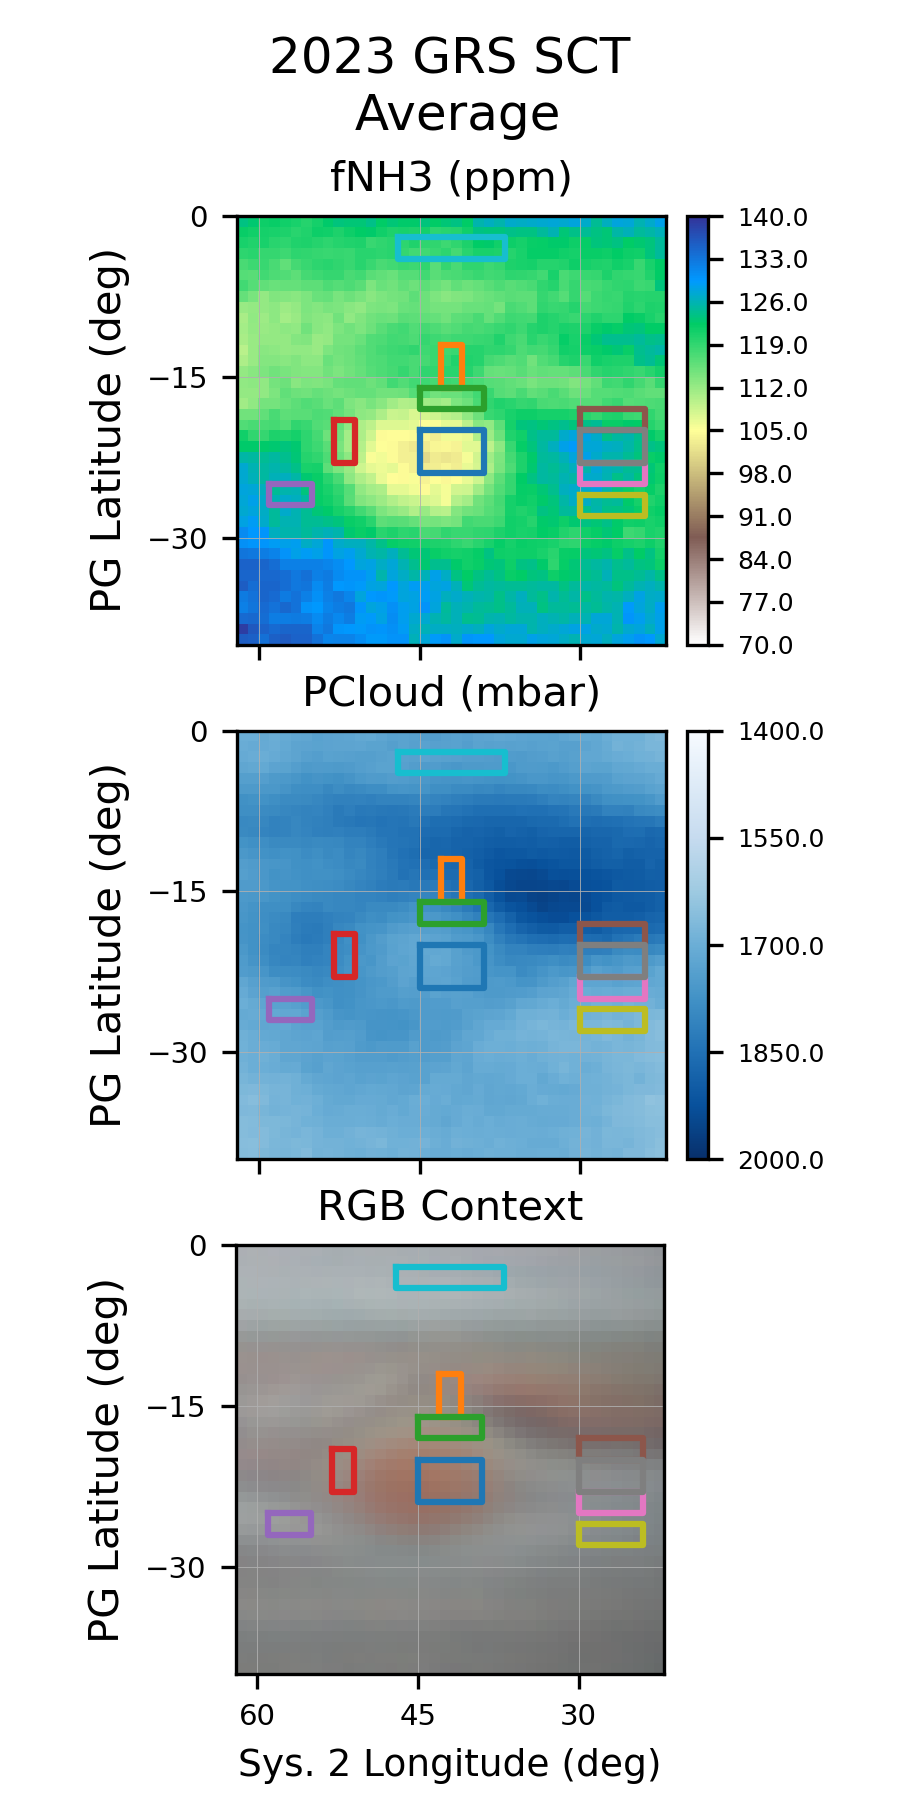 2023 GRS SCT
Average
fNH3 (ppm)
PG Latitude (deg)
0
−15
−30
140.0
133.0
126.0
119.0
112.0
105.0
98.0
91.0
84.0
77.0
70.0
PCloud (mbar)
PG Latitude (deg)
0
−15
−30
1400.0
1550.0
1700.0
1850.0
2000.0
RGB Context
PG Latitude (deg)
0
−15
−30
60 45 30
Sys. 2 Longitude (deg)